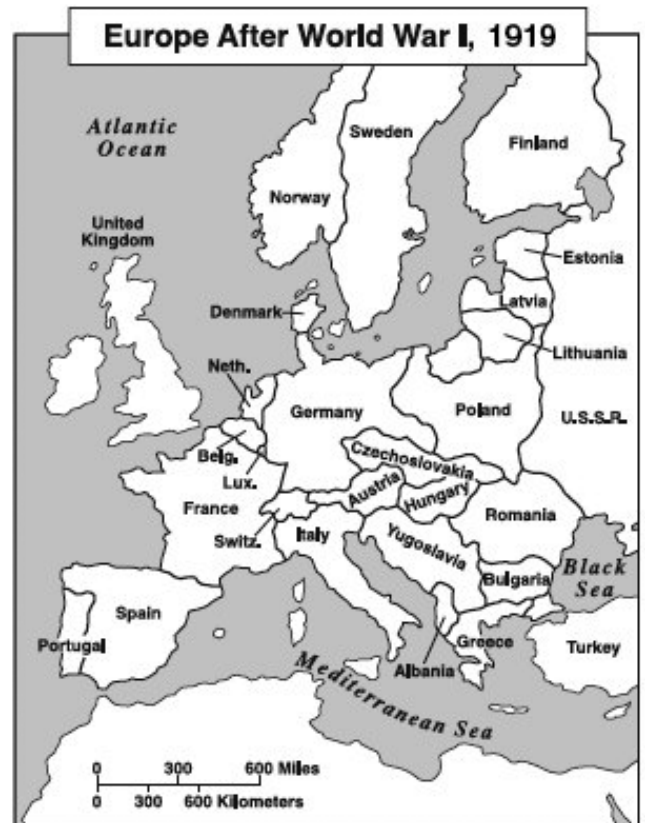 Europe After World War I, 1919
Atlantic
Ocean
Sweden
Finland
Norway
United
Kingdom
Estonia
Latvia
Denmark
Lithuania
Neth.
Germany
Poland
U.S.S.R.
Belg.
Czechoslovakia
Lux.
Austria
Hungary
France
Romania
Switz.
Italy
Yugoslavia
Black
Sea
Bulgaria
Spain
Portugal
Greece
Turkey
Albania
Mediterranean Sea
0 300 600 Miles
0 300 600 Kilometers